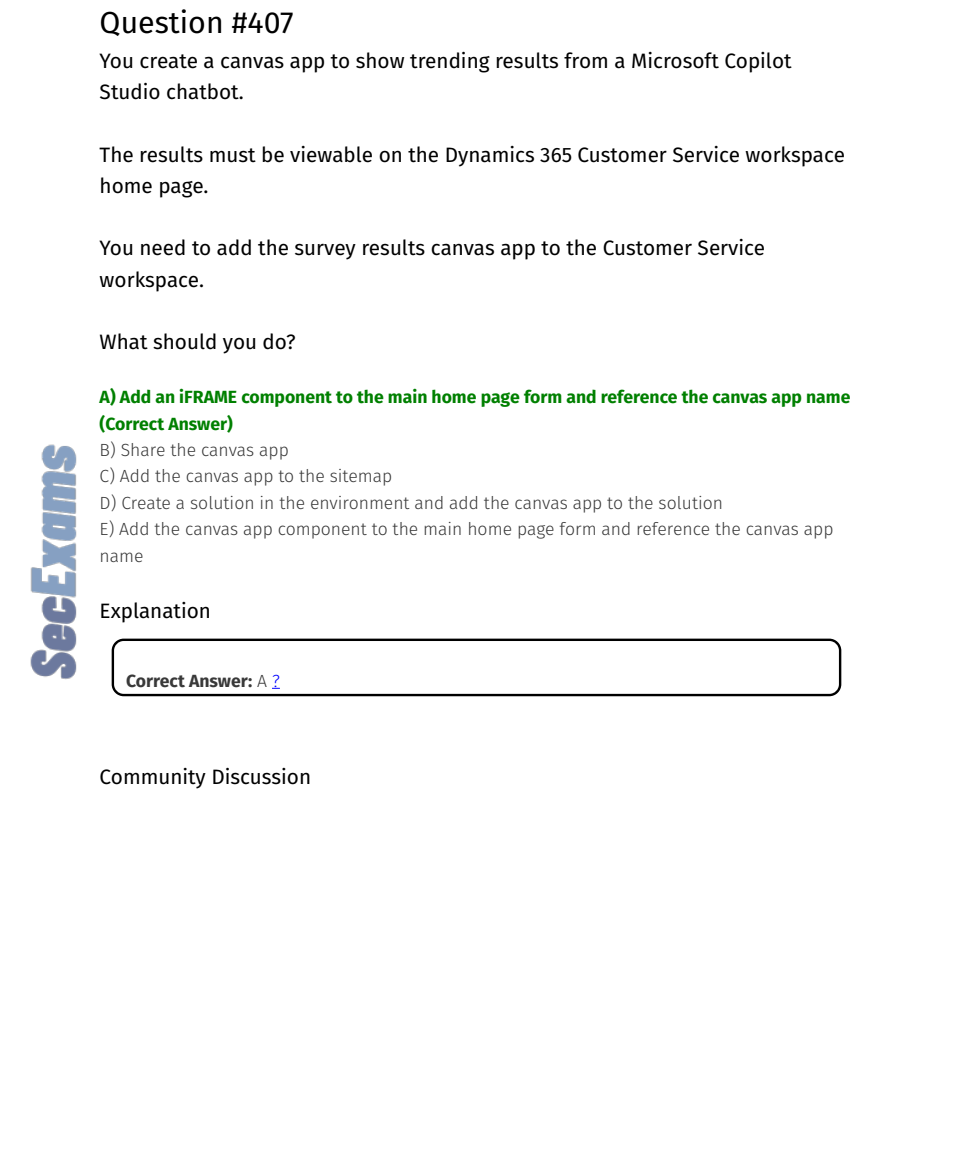 Question #407
You create a canvas app to show trending results from a Microsoft Copilot
Studio chatbot.
The results must be viewable on the Dynamics 365 Customer Service workspace
home page.
You need to add the survey results canvas app to the Customer Service
workspace.
What should you do?
A) Add an iFRAME component to the main home page form and reference the canvas app name
(Correct Answer)
B) Share the canvas app
C) Add the canvas app to the sitemap
D) Create a solution in the environment and add the canvas app to the solution
E) Add the canvas app component to the main home page form and reference the canvas app
name
SecExams
Explanation
Correct Answer: A ?
Community Discussion